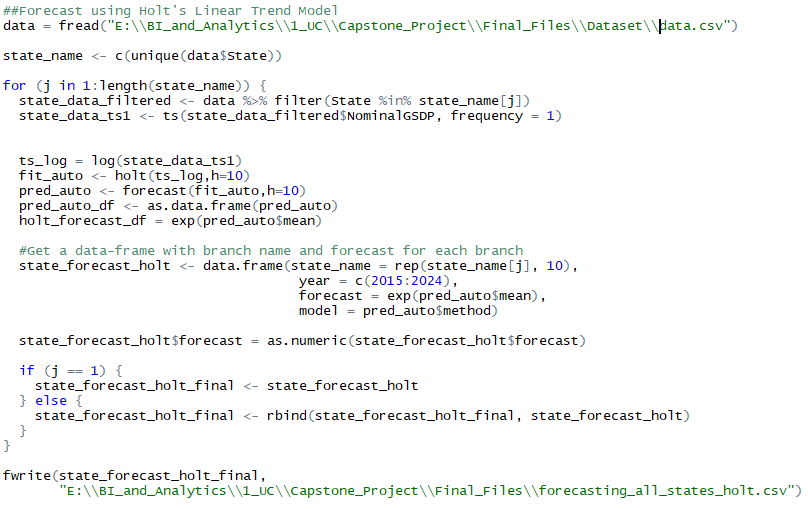 ##Forecast using Holt's Linear Trend Model
data = fread("E:\\BI_and_Analytics\\1_UC\\Capstone_Project\\Final_Files\\Dataset\\data.csv")

state_name <- c(unique(data$State))

for (j in 1:length(state_name)) {
  state_data_filtered <- data %>% filter(State %in% state_name[j])
  state_data_ts1 <- ts(state_data_filtered$NominalGSDP, frequency = 1)


  ts_log = log(state_data_ts1)
  fit_auto <- holt(ts_log,h=10)
  pred_auto <- forecast(fit_auto,h=10)
  pred_auto_df <- as.data.frame(pred_auto)
  holt_forecast_df = exp(pred_auto$mean)

  #Get a data-frame with branch name and forecast for each branch
  state_forecast_holt <- data.frame(state_name = rep(state_name[j], 10),
                                    year = c(2015:2024),
                                    forecast = exp(pred_auto$mean),
                                    model = pred_auto$method)

  state_forecast_holt$forecast = as.numeric(state_forecast_holt$forecast)

  if (j == 1) {
    state_forecast_holt_final <- state_forecast_holt
  } else {
    state_forecast_holt_final <- rbind(state_forecast_holt_final, state_forecast_holt)
  }
}

fwrite(state_forecast_holt_final,
       "E:\\BI_and_Analytics\\1_UC\\Capstone_Project\\Final_Files\\forecasting_all_states_holt.csv")